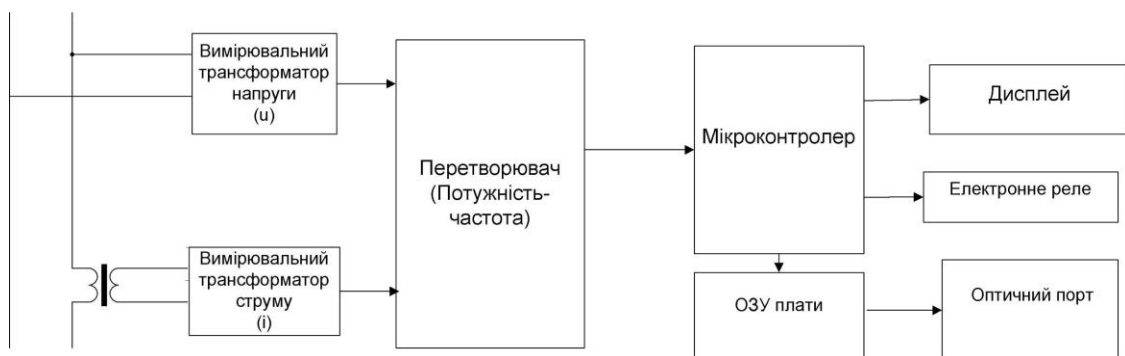 Вимірювальний
трансформатор
напруги
(u)
Перетворювач
(Потужність-
частота)
Мікроконтролер
Дисплей
Електронне реле
Вимірювальний
трансформатор
струму
(i)
ОЗУ плати
Оптичний порт